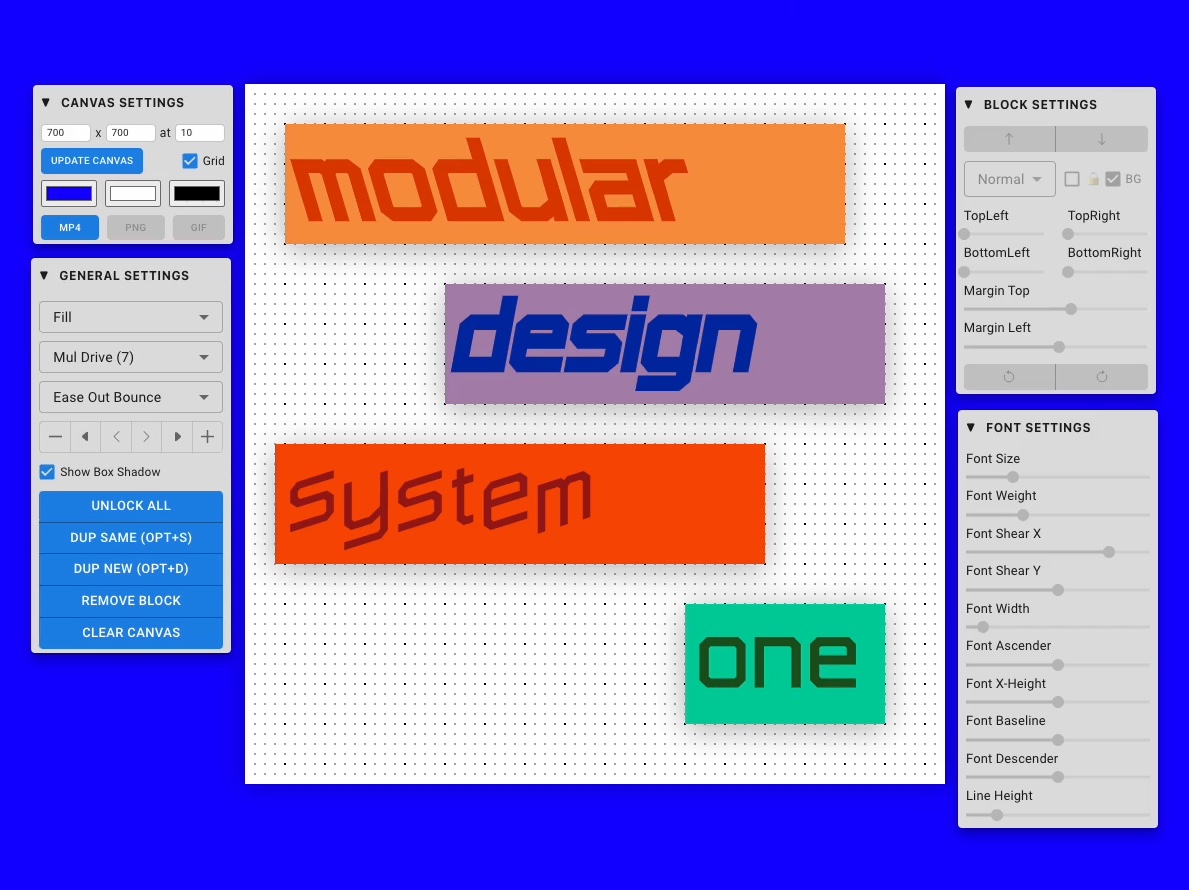 CANVAS SETTINGS
700 x 700 at 10
UPDATE CANVAS Grid
MP4 PNG GIF
GENERAL SETTINGS
Fill
Mul Drive (7)
Ease Out Bounce
Show Box Shadow
UNLOCK ALL
DUP SAME (OPT+S)
DUP NEW (OPT+D)
REMOVE BLOCK
CLEAR CANVAS
modular
design
system
one
BLOCK SETTINGS
Normal BG
TopLeft TopRight
BottomLeft BottomRight
Margin Top
Margin Left
FONT SETTINGS
Font Size
Font Weight
Font Shear X
Font Shear Y
Font Width
Font Ascender
Font X-Height
Font Baseline
Font Descender
Line Height